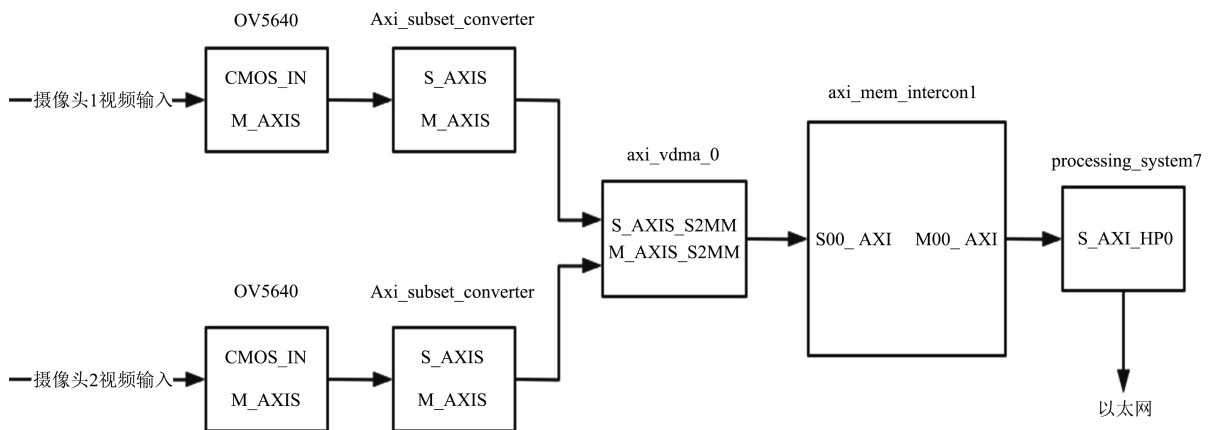 OV5640
Axi_subset_converter
摄像头1视频输入
CMOS_IN
M_AXIS
S_AXIS
M_AXIS
axi_vdma_0
S_AXIS_S2MM
M_AXIS_S2MM
axi_mem_intercon1
S00_ AXI
M00_ AXI
processing_system7
S_AXI_HP0
OV5640
Axi_subset_converter
摄像头2视频输入
CMOS_IN
M_AXIS
S_AXIS
M_AXIS
以太网